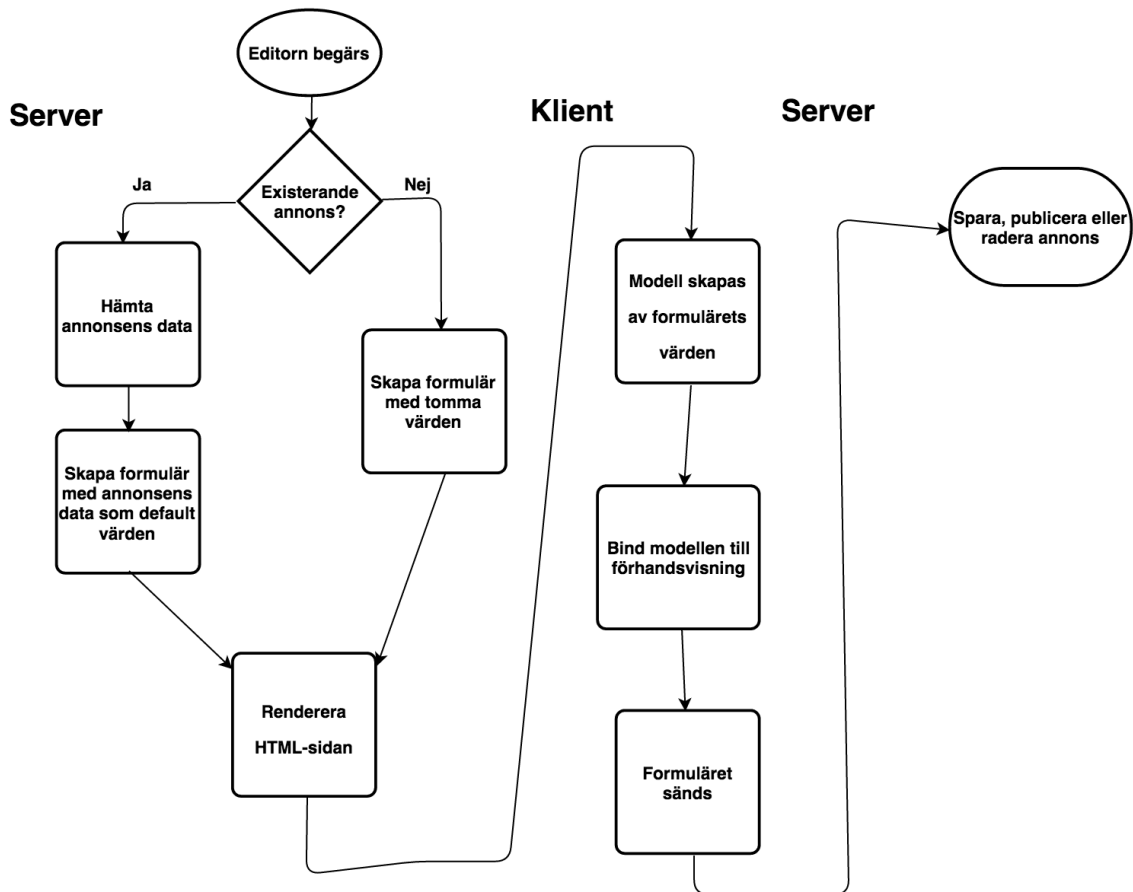 Editorn begärs
Server
Klient
Server
Ja
Nej
Existerande
annons?
Hämta
annonsens data
Skapa formulär
med tomma
värden
Skapa formulär
med annonsens
data som default
värden
Renderera
HTML-sidan
Modell skapas
av formulärets
värden
Bind modellen till
förhandsvisning
Formuläret
sänds
Spara, publicera eller
radera annons